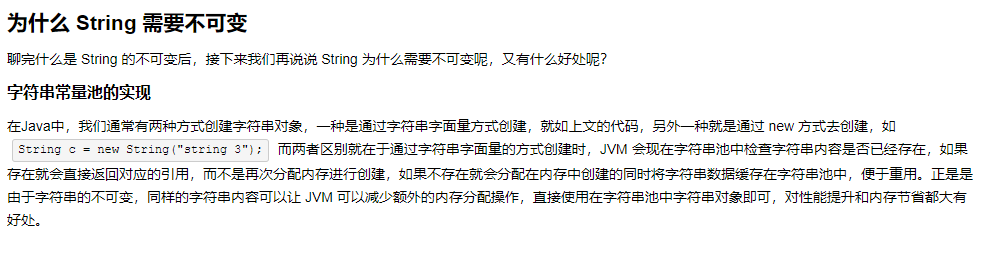 为什么 String 需要不可变
聊完什么是 String 的不可变后，接下来我们再说说 String 为什么需要不可变呢，又有什么好处呢？
字符串常量池的实现
在Java中，我们通常有两种方式创建字符串对象，一种是通过字符串字面量方式创建，就如上文的代码，另外一种就是通过 new 方式去创建，如
String c = new String("string 3"); 而两者区别就在于通过字符串字面量的方式创建时，JVM 会现在字符串池中检查字符串内容是否已经存在，如果
存在就会直接返回对应的引用，而不是再次分配内存进行创建，如果不存在就会分配在内存中创建的同时将字符串数据缓存在字符串池中，便于重用。正是是
由于字符串的不可变，同样的字符串内容可以让 JVM 可以减少额外的内存分配操作，直接使用在字符串池中字符串对象即可，对性能提升和内存节省都大有
好处。